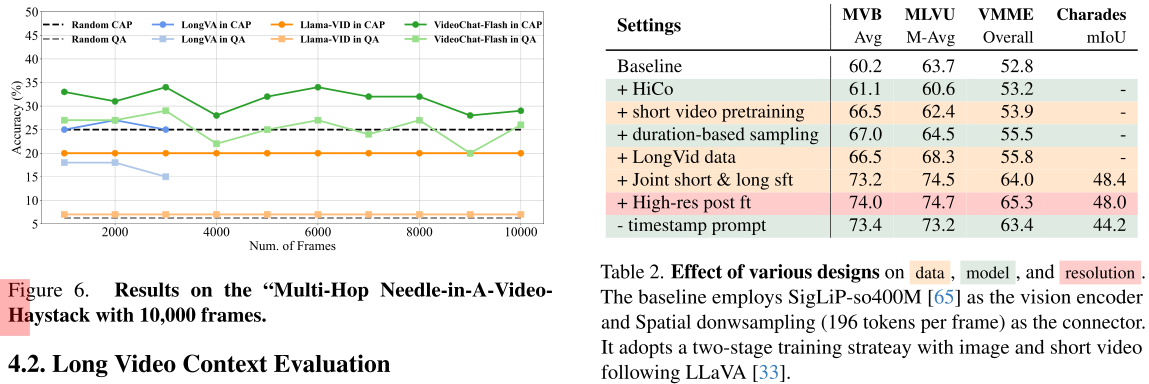 50
45
40
35
30
25
20
15
10
5
Accuracy (%)
Random CAP LongVA in CAP Llama-VID in CAP VideoChat-Flash in CAP
Random QA LongVA in QA Llama-VID in QA VideoChat-Flash in QA
2000 4000 6000 8000 10000
Num. of Frames
Figure 6. Results on the “Multi-Hop Needle-in-A-Video-
Haystack with 10,000 frames.
4.2. Long Video Context Evaluation
Settings MVB MLVU VMME Charades
Avg M-Avg Overall mIoU
Baseline 60.2 63.7 52.8
+ HiCo 61.1 60.6 53.2 -
+ short video pretraining 66.5 62.4 53.9 -
+ duration-based sampling 67.0 64.5 55.5 -
+ LongVid data 66.5 68.3 55.8 -
+ Joint short & long sft 73.2 74.5 64.0 48.4
+ High-res post ft 74.0 74.7 65.3 48.0
- timestamp prompt 73.4 73.2 63.4 44.2
Table 2. Effect of various designs on data, model, and resolution.
The baseline employs SigLiP-so400M [65] as the vision encoder
and Spatial donwsampling (196 tokens per frame) as the connector.
It adopts a two-stage training strateay with image and short video
following LLaVA [33].